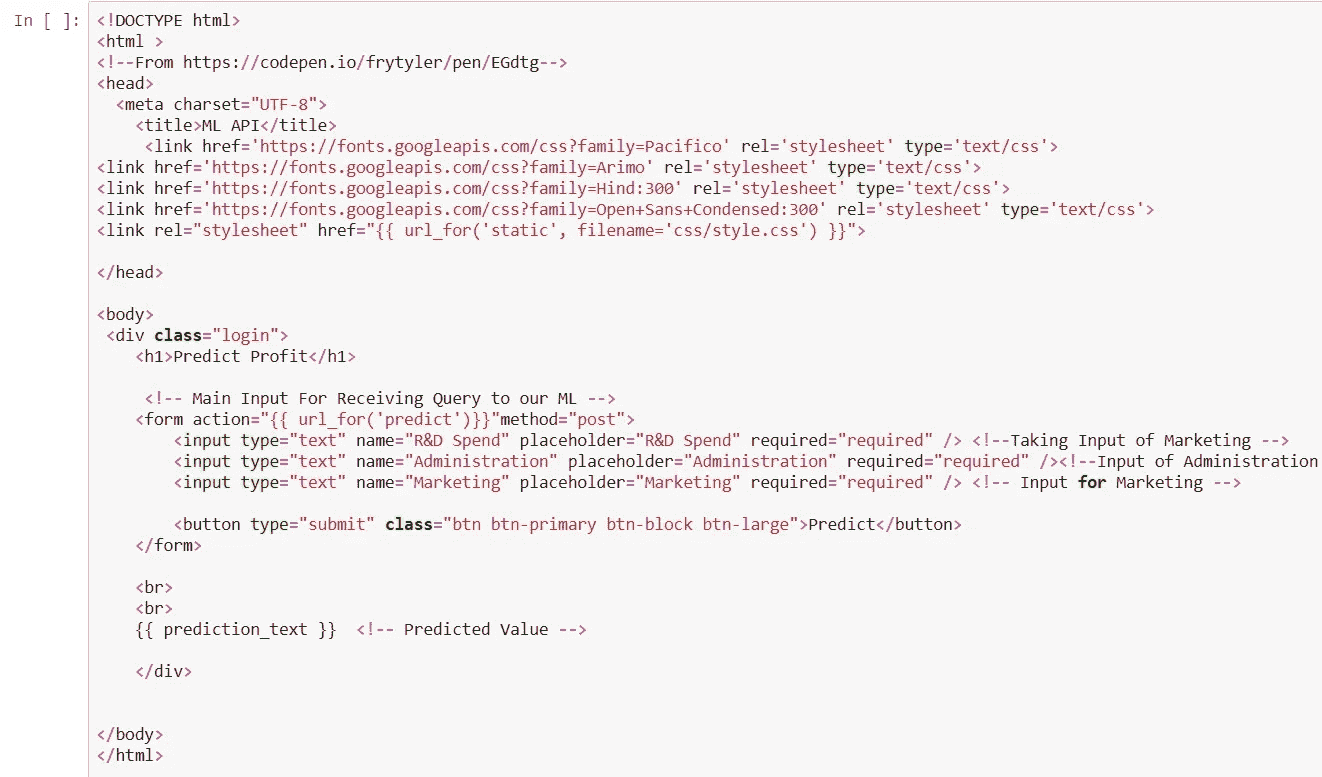 In [ ]: <!DOCTYPE html>
<html >
<!--From https://codepen.io/frytyler/pen/EGdtg-->
<head>
  <meta charset="UTF-8">
    <title>ML API</title>
     <link href='https://fonts.googleapis.com/css?family=Pacifico' rel='stylesheet' type='text/css'>
<link href='https://fonts.googleapis.com/css?family=Arimo' rel='stylesheet' type='text/css'>
<link href='https://fonts.googleapis.com/css?family=Hind:300' rel='stylesheet' type='text/css'>
<link href='https://fonts.googleapis.com/css?family=Open+Sans+Condensed:300' rel='stylesheet' type='text/css'>
<link rel="stylesheet" href="{{ url_for('static', filename='css/style.css') }}">
</head>
<body>
 <div class="login">
    <h1>Predict Profit</h1>
     <!-- Main Input For Receiving Query to our ML -->
    <form action="{{ url_for('predict')}}"method="post">
        <input type="text" name="R&D Spend" placeholder="R&D Spend" required="required" /> <!--Taking Input of Marketing -->
        <input type="text" name="Administration" placeholder="Administration" required="required" /><!--Input of Administration
        <input type="text" name="Marketing" placeholder="Marketing" required="required" /> <!-- Input for Marketing -->
        <button type="submit" class="btn btn-primary btn-block btn-large">Predict</button>
    </form>
    <br>
    <br>
    {{ prediction_text }}  <!-- Predicted Value -->
    </div>
</body>
</html>